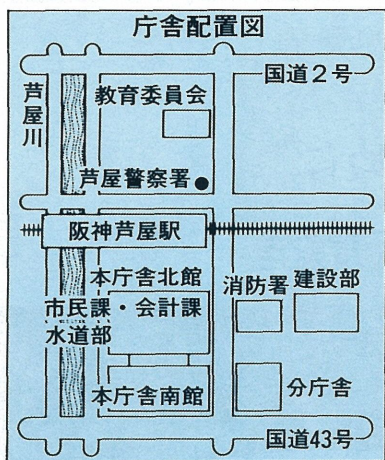 庁舎配置図
国道2号
芦屋川
教育委員会
芦屋警察署
阪神芦屋駅
本庁舎北館
消防署
建設部
市民課・会計課
水道部
本庁舎南館
分庁舎
国道43号